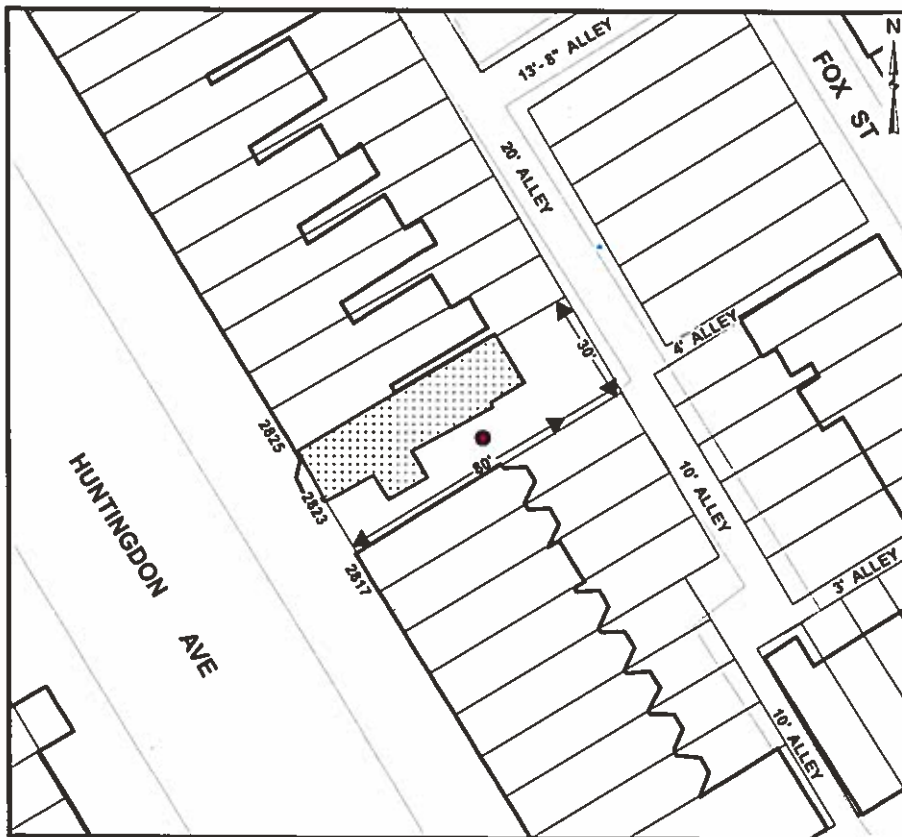 13'-8" ALLEY
N
FOX ST
20' ALLEY
4' ALLEY
30'
2825
80'
2823
HUNTINGDON
AVE
2817
10' ALLEY
3' ALLEY
10' ALLEY